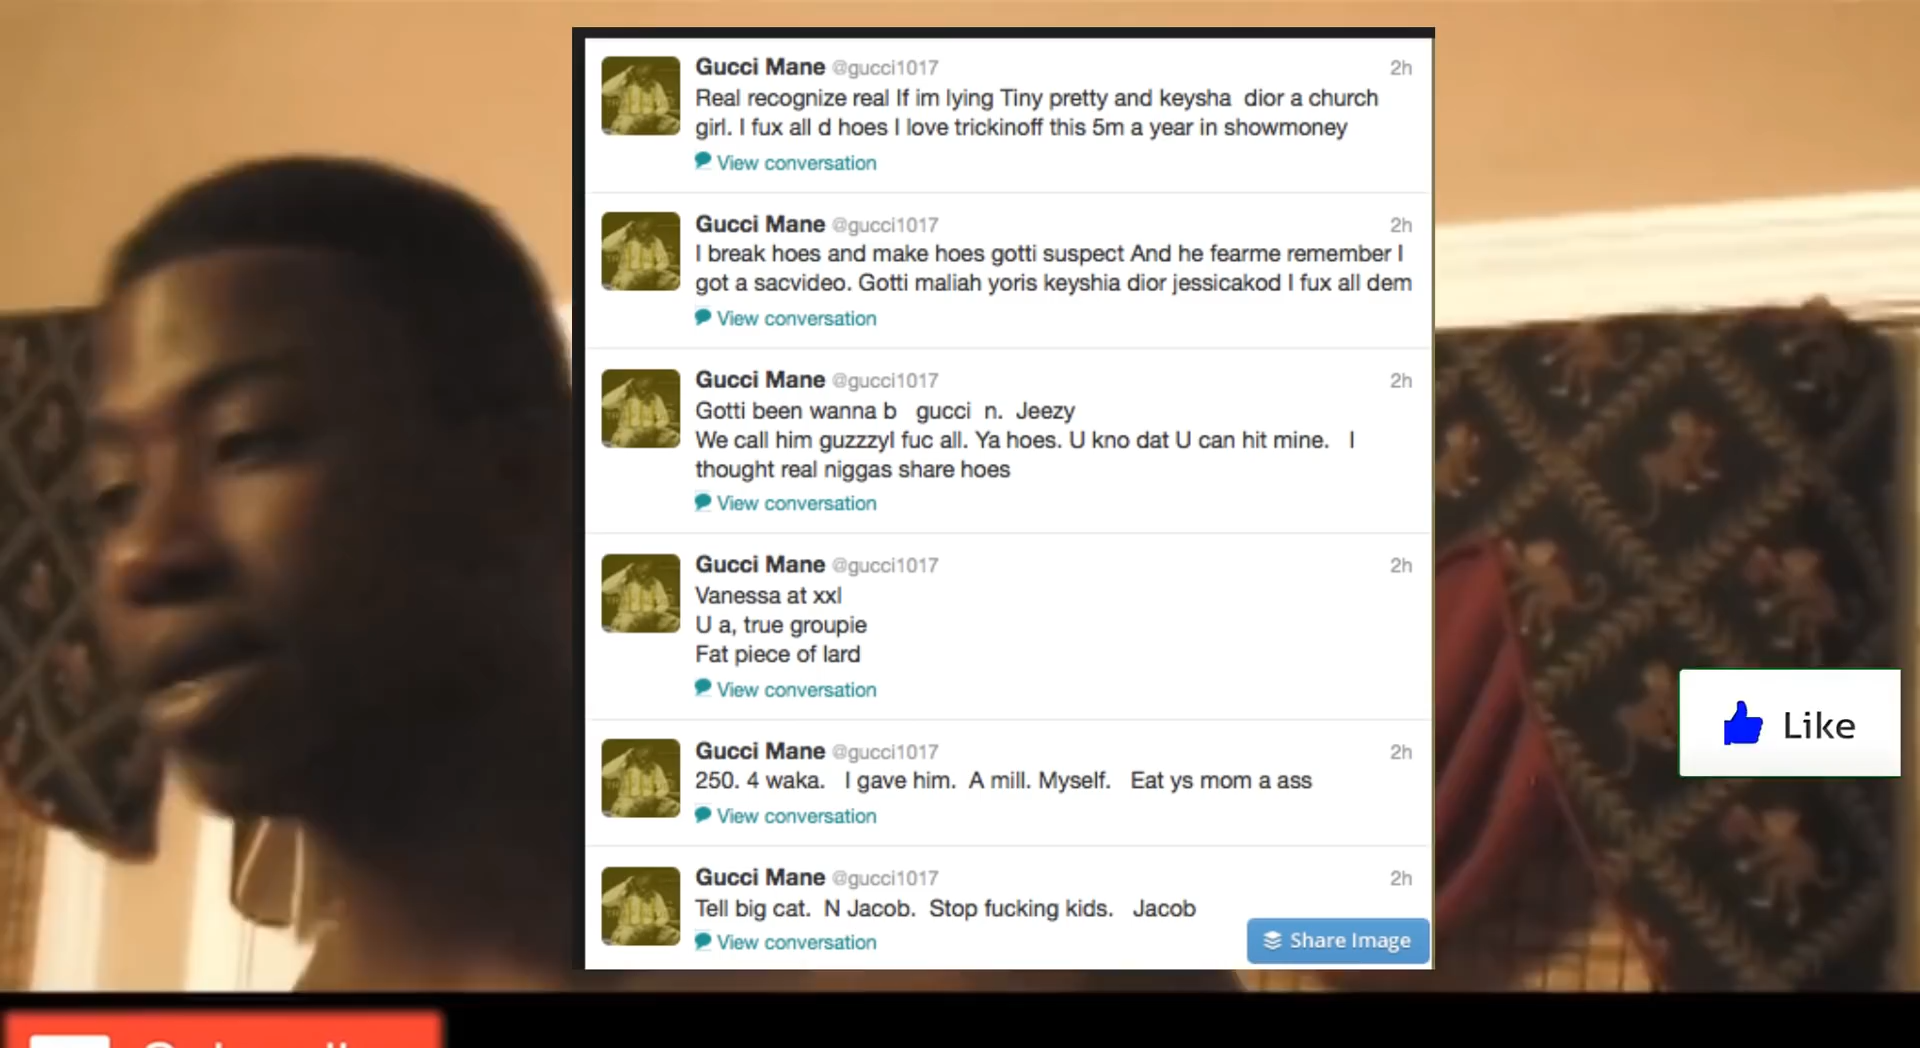 Gucci Mane @gucci1017 2h
Real recognize real If im lying Tiny pretty and keysha dior a church
girl. I fux all d hoes I love trickinoff this 5m a year in showmoney
View conversation
Gucci Mane @gucci1017 2h
I break hoes and make hoes gotti suspect And he fearme remember I
got a sacvideo. Gotti maliah yoris keyshia dior jessicakod I fux all dem
View conversation
Gucci Mane @gucci1017 2h
Gotti been wanna b gucci n. Jeezy
We call him guzzzyI fuc all. Ya hoes. U kno dat U can hit mine. I
thought real niggas share hoes
View conversation
Gucci Mane @gucci1017 2h
Vanessa at xxl
U a, true groupie
Fat piece of lard
View conversation
Gucci Mane @gucci1017 2h
250. 4 waka. I gave him. A mill. Myself. Eat ys mom a ass
View conversation
Gucci Mane @gucci1017 2h
Tell big cat. N Jacob. Stop fucking kids. Jacob
View conversation
Share Image
Like